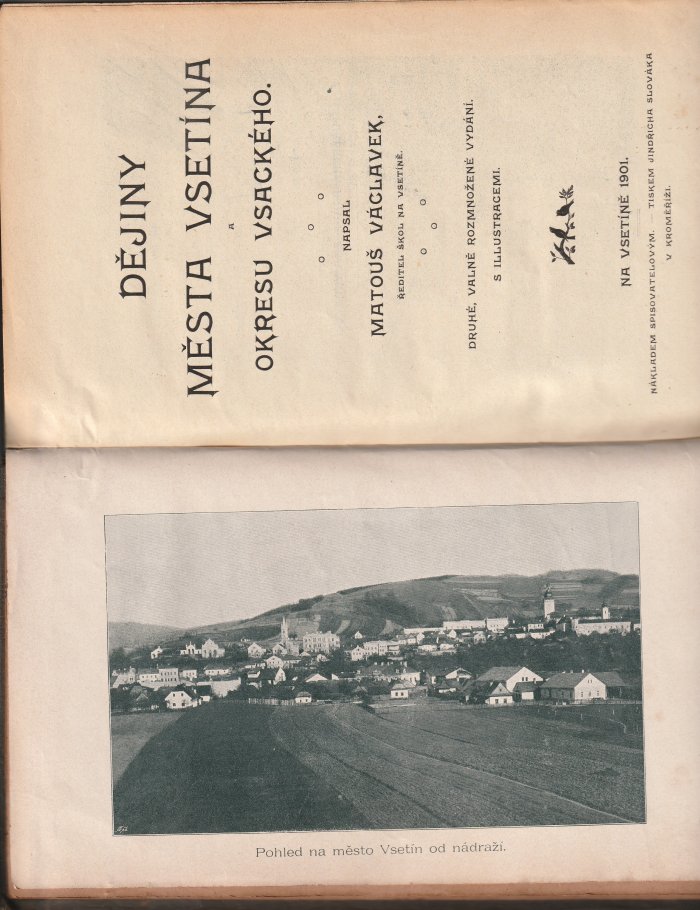 DĚJINY
MĚSTA VSETÍNA
A
OKRESU VSACKÉHO.
NAPSAL
MATOUŠ VÁCLAVEK,
ŘEDITEL ŠKOL NA VSETÍNĚ.
DRUHÉ, VALNĚ ROZMNOŽENÉ VYDÁNÍ.
S ILLUSTRACEMI.
NA VSETÍNĚ 1901.
NÁKLADEM SPISOVATELOVÝM. TISKEM JINDŘICHA SLOVÁKA
V KROMĚŘÍŽI.
Pohled na město Vsetín od nádraží.